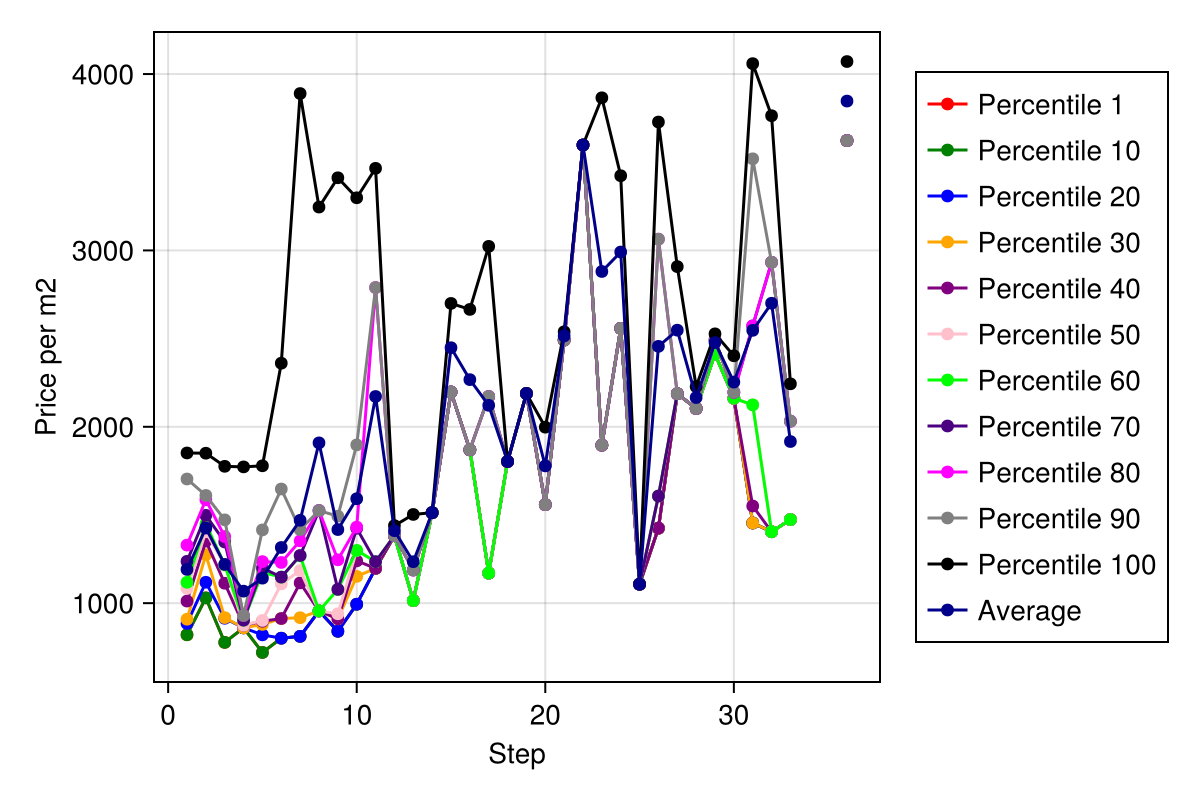 4000
3000
2000
1000
Price per m2
0
10
20
30
Step
Percentile 1
Percentile 10
Percentile 20
Percentile 30
Percentile 40
Percentile 50
Percentile 60
Percentile 70
Percentile 80
Percentile 90
Percentile 100
Average